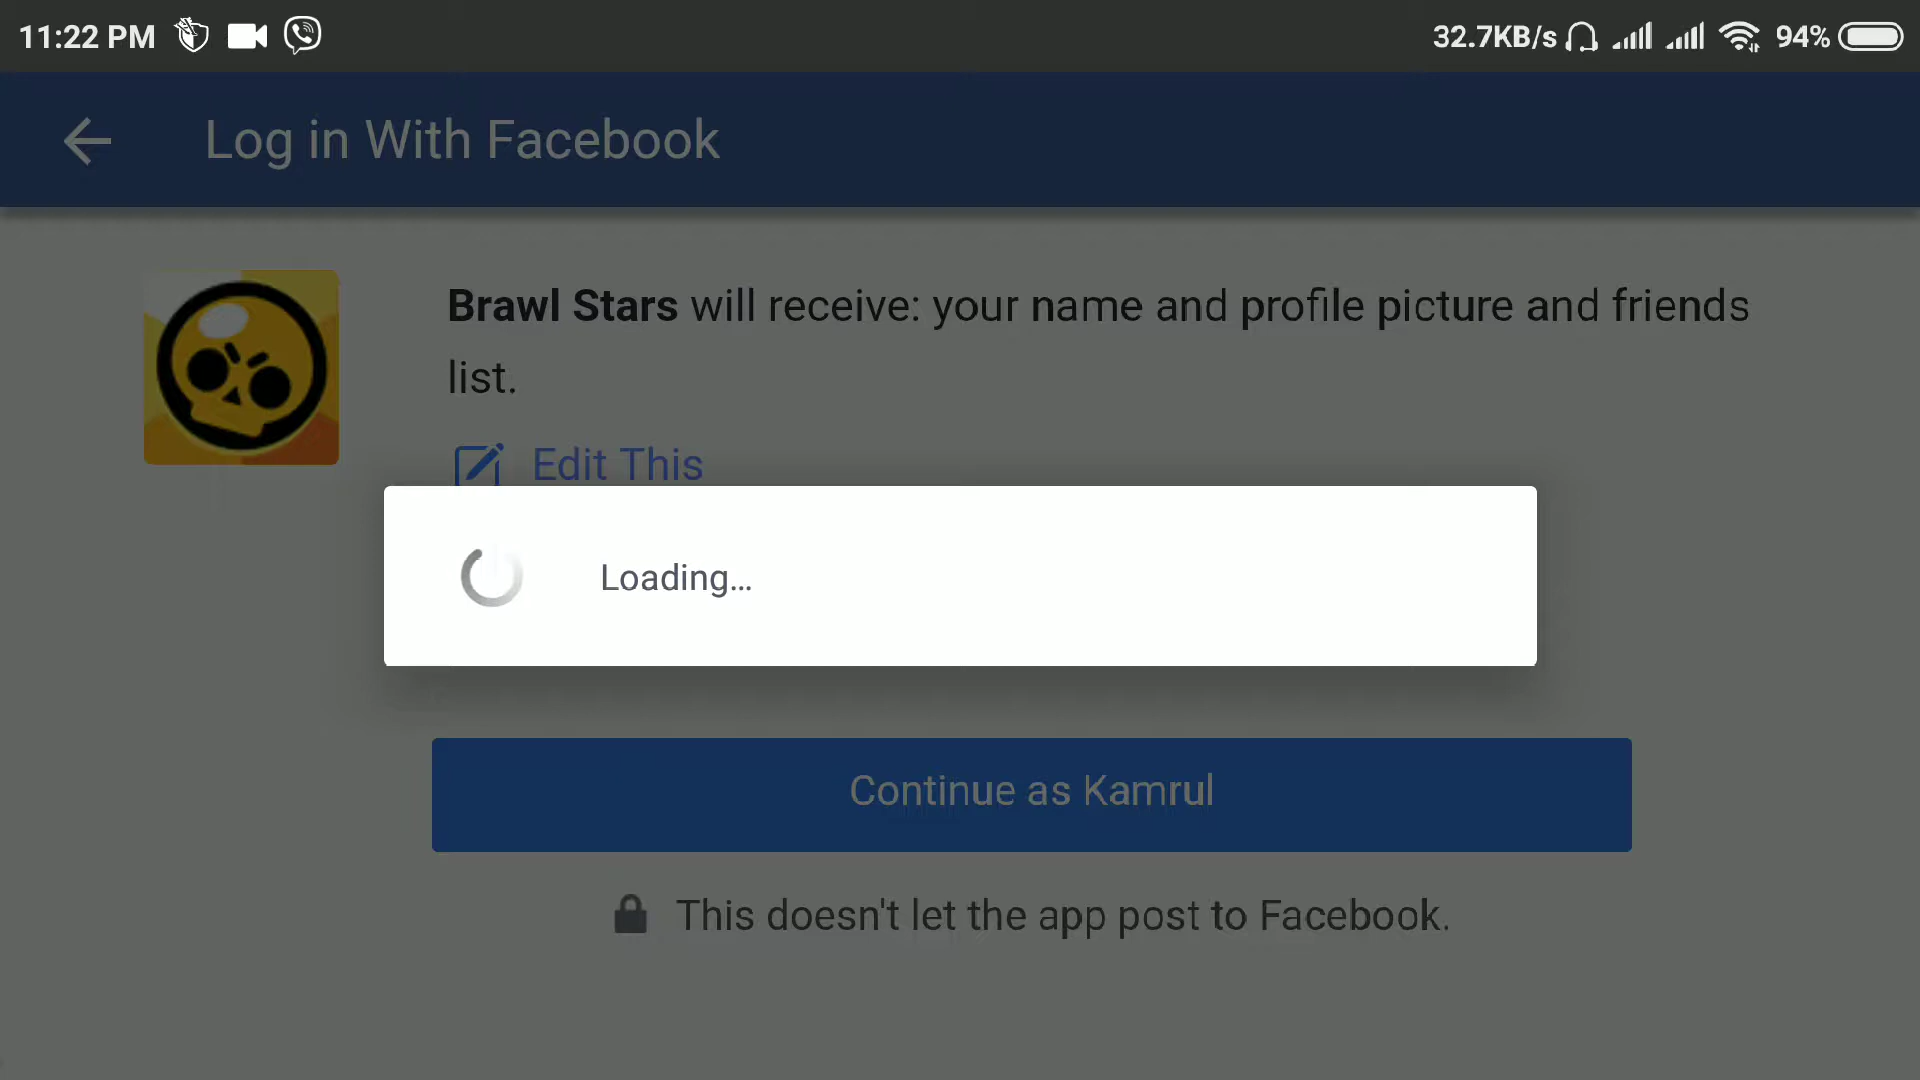 11:22 PM
32.7KB/s 94%
Log in With Facebook
Brawl Stars will receive: your name and profile picture and friends
list.
Edit This
Loading...
Continue as Kamrul
This doesn't let the app post to Facebook.